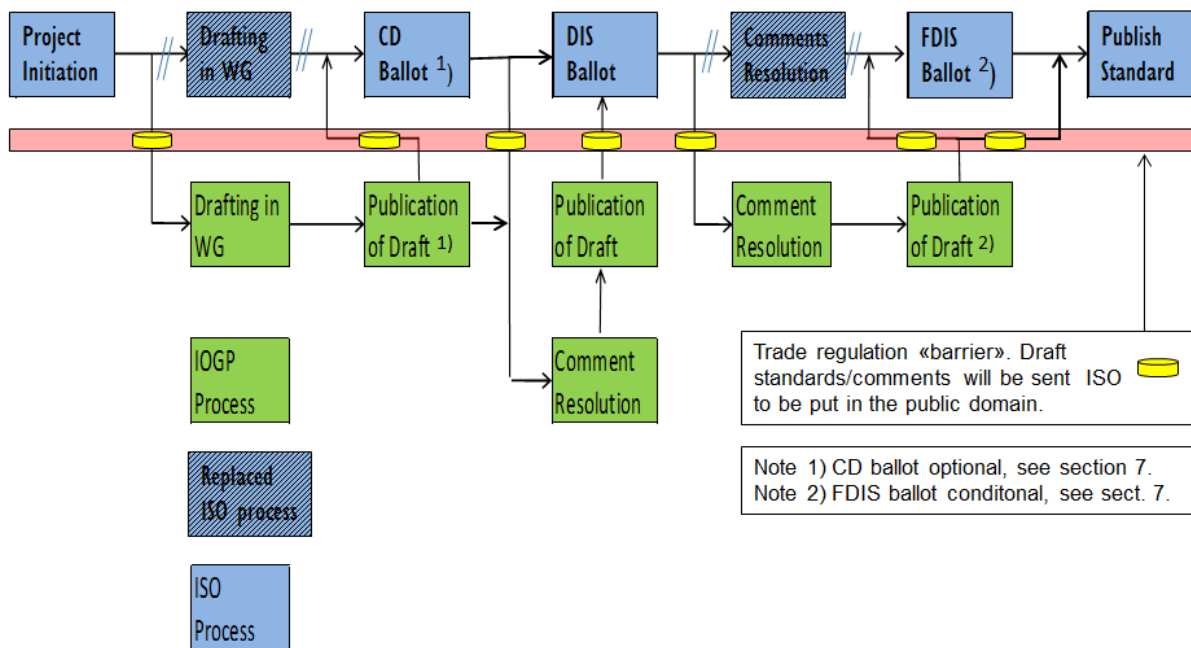 Project
Initiation
Drafting
in WG
CD
Ballot 1)
DIS
Ballot
Comments
Resolution
FDIS
Ballot 2)
Publish
Standard
Drafting in
WG
Publication
of Draft 1)
Publication
of Draft
Comment
Resolution
Publication
of Draft 2)
IOGP
Process
Comment
Resolution
Trade regulation «barrier». Draft
standards/comments will be sent ISO
to be put in the public domain.
Replaced
ISO process
Note 1) CD ballot optional, see section 7.
Note 2) FDIS ballot conditonal, see sect. 7.
ISO
Process